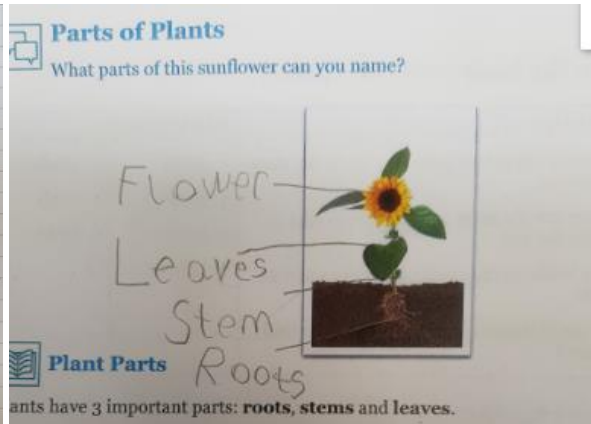 Parts of Plants
What parts of this sunflower can you name?
Flower
Leaves
Stem
Roots
Plant Parts
ants have 3 important parts: roots, stems and leaves.